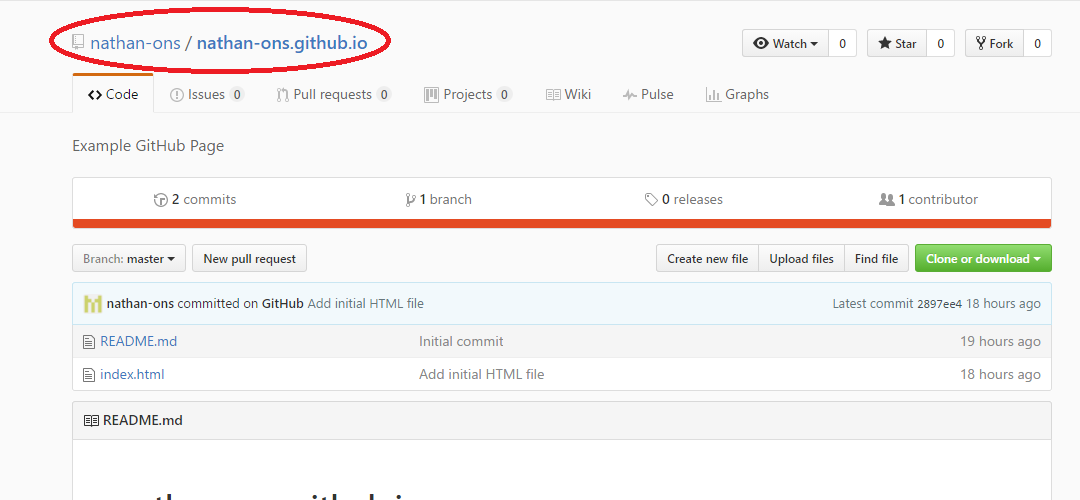 nathan-ons / nathan-ons.github.io
Watch 0 Star 0 Fork 0
Code Issues 0 Pull requests 0 Projects 0 Wiki Pulse Graphs
Example GitHub Page
2 commits 1 branch 0 releases 1 contributor
Branch: master New pull request Create new file Upload files Find file Clone or download
nathan-ons committed on GitHub Add initial HTML file Latest commit 2897ee4 18 hours ago
README.md Initial commit 19 hours ago
index.html Add initial HTML file 18 hours ago
README.md